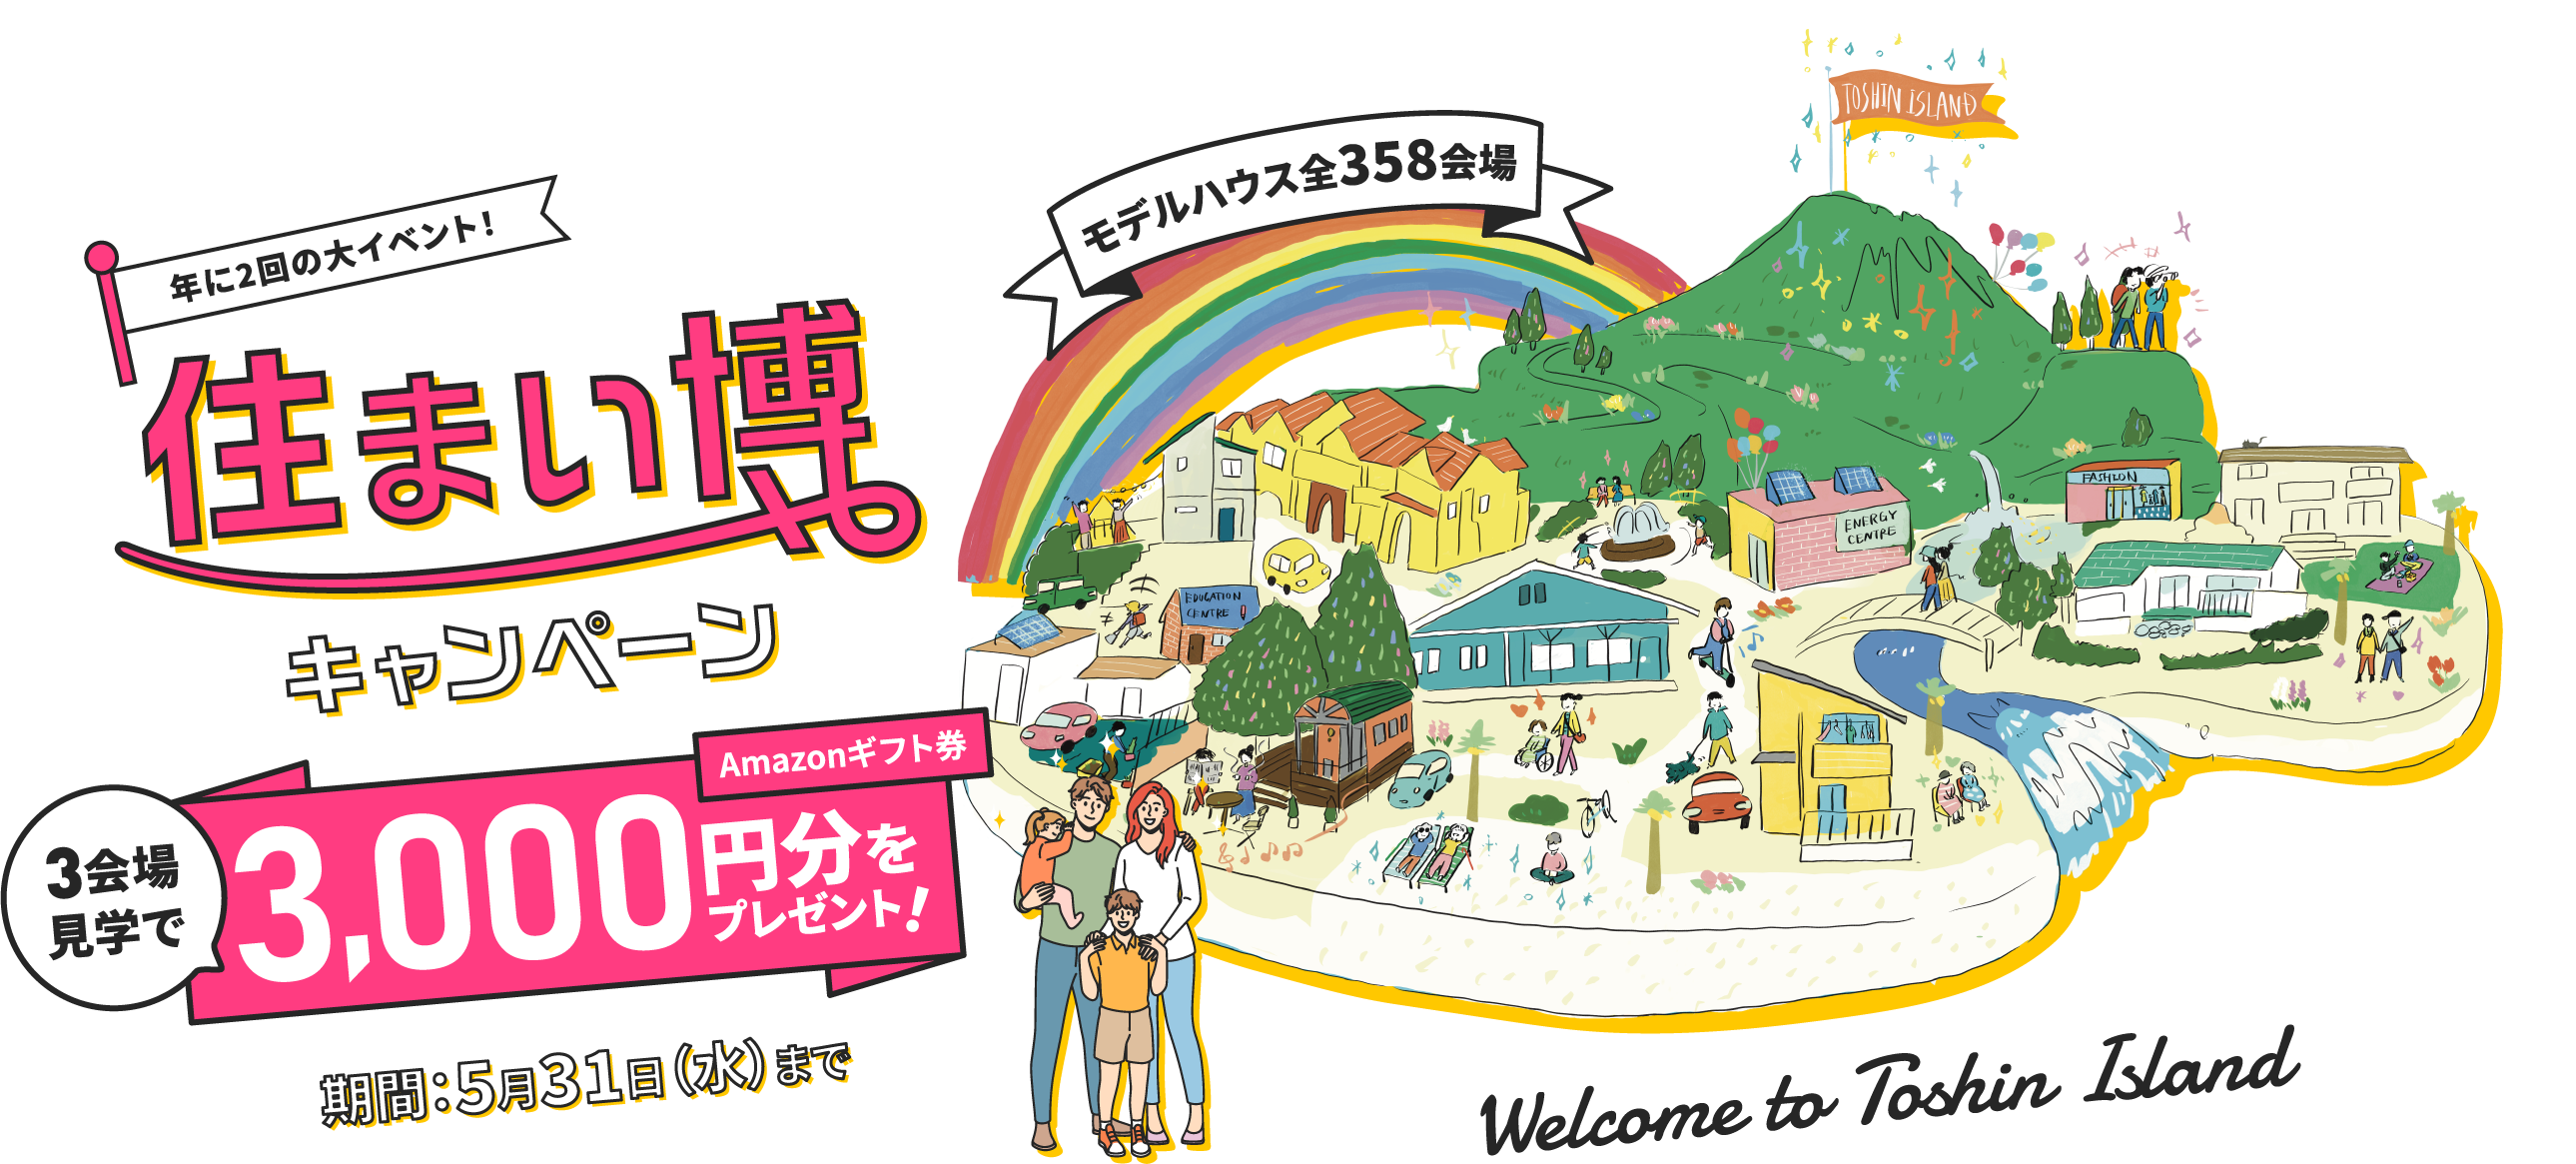 年に2回の大イベント!
住まい博
キャンペーン
Amazonギフト券
3会場
見学で
3,000円分を
プレゼント!
期間:5月31日(水)まで
モデルハウス全358会場
TOSHIN ISLAND
FASHION
ENERGY
CENTRE
EDUCATION
CENTRE
Welcome to Toshin Island